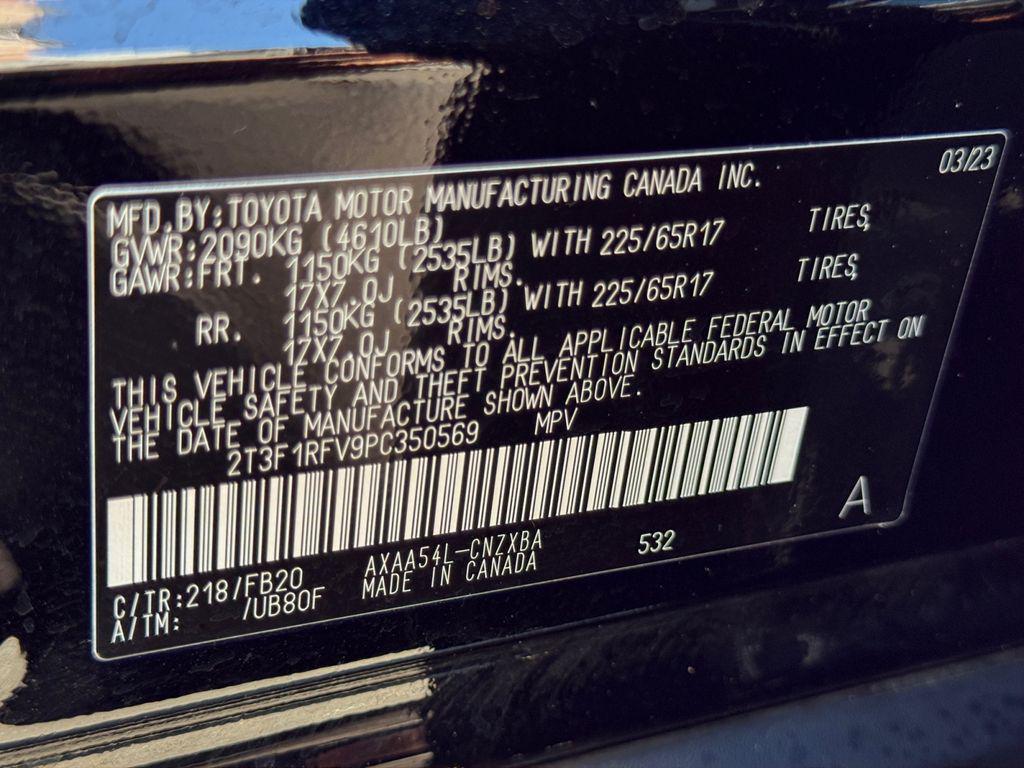 03/23
MFD.BY:TOYOTA MOTOR MANUFACTURING CANADA INC.
GVWR:2090KG (4610LB)
GAWR:FRT. 1150KG (2535LB) WITH 225/65R17 TIRES,
17X7.0J RIMS.
RR. 1150KG (2535LB) WITH 225/65R17 TIRES,
17X7.0J RIMS.
THIS VEHICLE CONFORMS TO ALL APPLICABLE FEDERAL MOTOR
VEHICLE SAFETY AND THEFT PREVENTION STANDARDS IN EFFECT ON
THE DATE OF MANUFACTURE SHOWN ABOVE.
2T3F1RFV9PC350569 MPV
A
C/TR:218/FB20 AXAA54L-CNZXBA 532
A/TM: /UB80F MADE IN CANADA